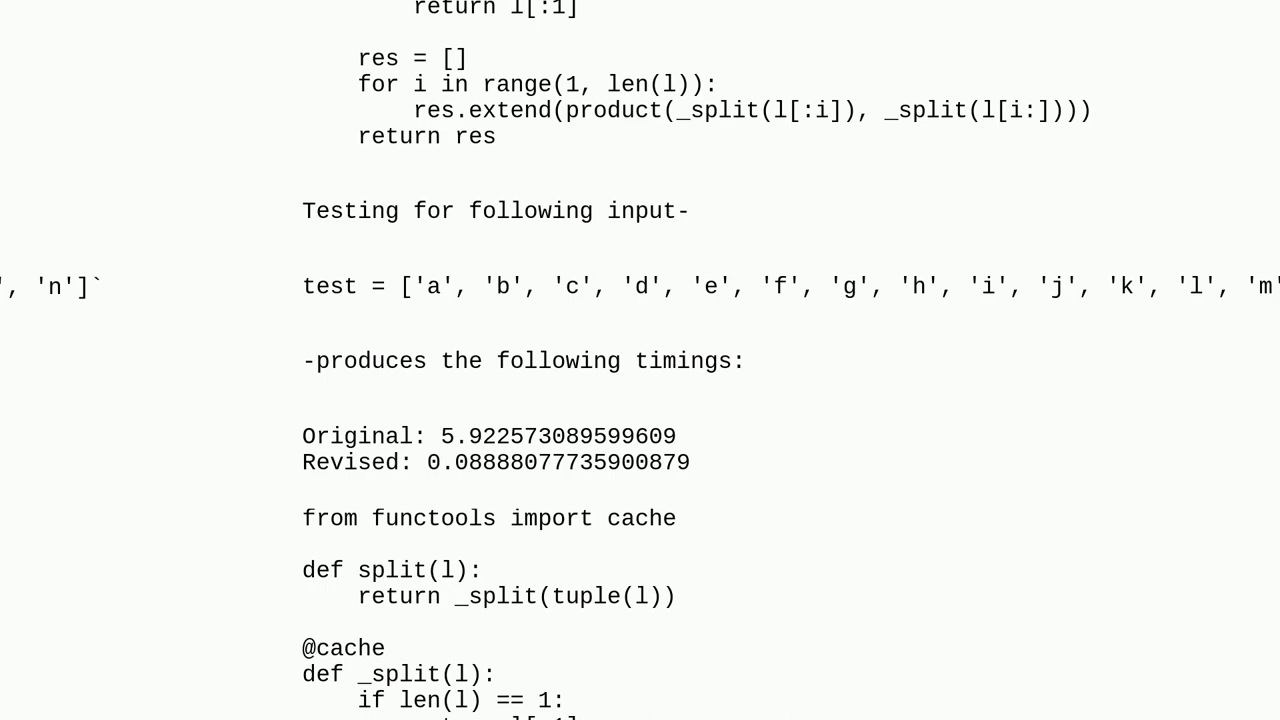 return l[:1]
res = []
for i in range(1, len(l)):
res.extend(product(_split(l[:i]), _split(l[i:])))
return res
Testing for following input-
', 'n']`
test = ['a', 'b', 'c', 'd', 'e', 'f', 'g', 'h', 'i', 'j', 'k', 'l', 'm'
-produces the following timings:
Original: 5.922573089599609
Revised: 0.08888077735900879
from functools import cache
def split(l):
return _split(tuple(l))
@cache
def _split(l):
if len(l) == 1: